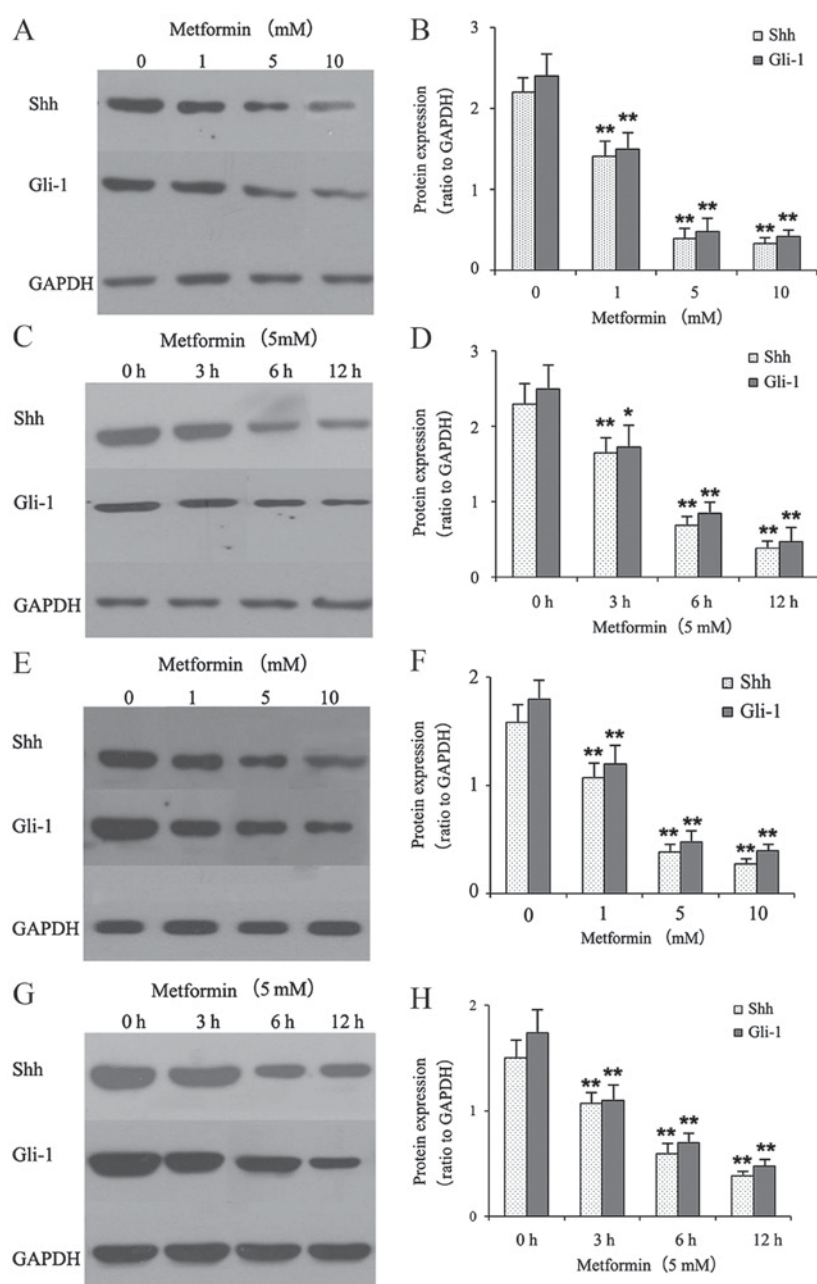 A
Metformin (mM)
0 1 5 10
Shh
Gli-1
GAPDH
B
Shh
Gli-1
Protein expression
(ratio to GAPDH)
3
2
1
0
** **
** **
** **
0 1 5 10
Metformin (mM)
C
Metformin (5mM)
0 h 3 h 6 h 12 h
Shh
Gli-1
GAPDH
D
Shh
Gli-1
Protein expression
(ratio to GAPDH)
3
2
1
0
** *
** **
** **
0 h 3 h 6 h 12 h
Metformin (5 mM)
E
Metformin (mM)
0 1 5 10
Shh
Gli-1
GAPDH
F
Shh
Gli-1
Protein expression
(ratio to GAPDH)
2
1
0
** **
** **
** **
0 1 5 10
Metformin (mM)
G
Metformin (5 mM)
0 h 3 h 6 h 12 h
Shh
Gli-1
GAPDH
H
Shh
Gli-1
Protein expression
(ratio to GAPDH)
2
1
0
** **
** **
** **
0 h 3 h 6 h 12 h
Metformin (5 mM)